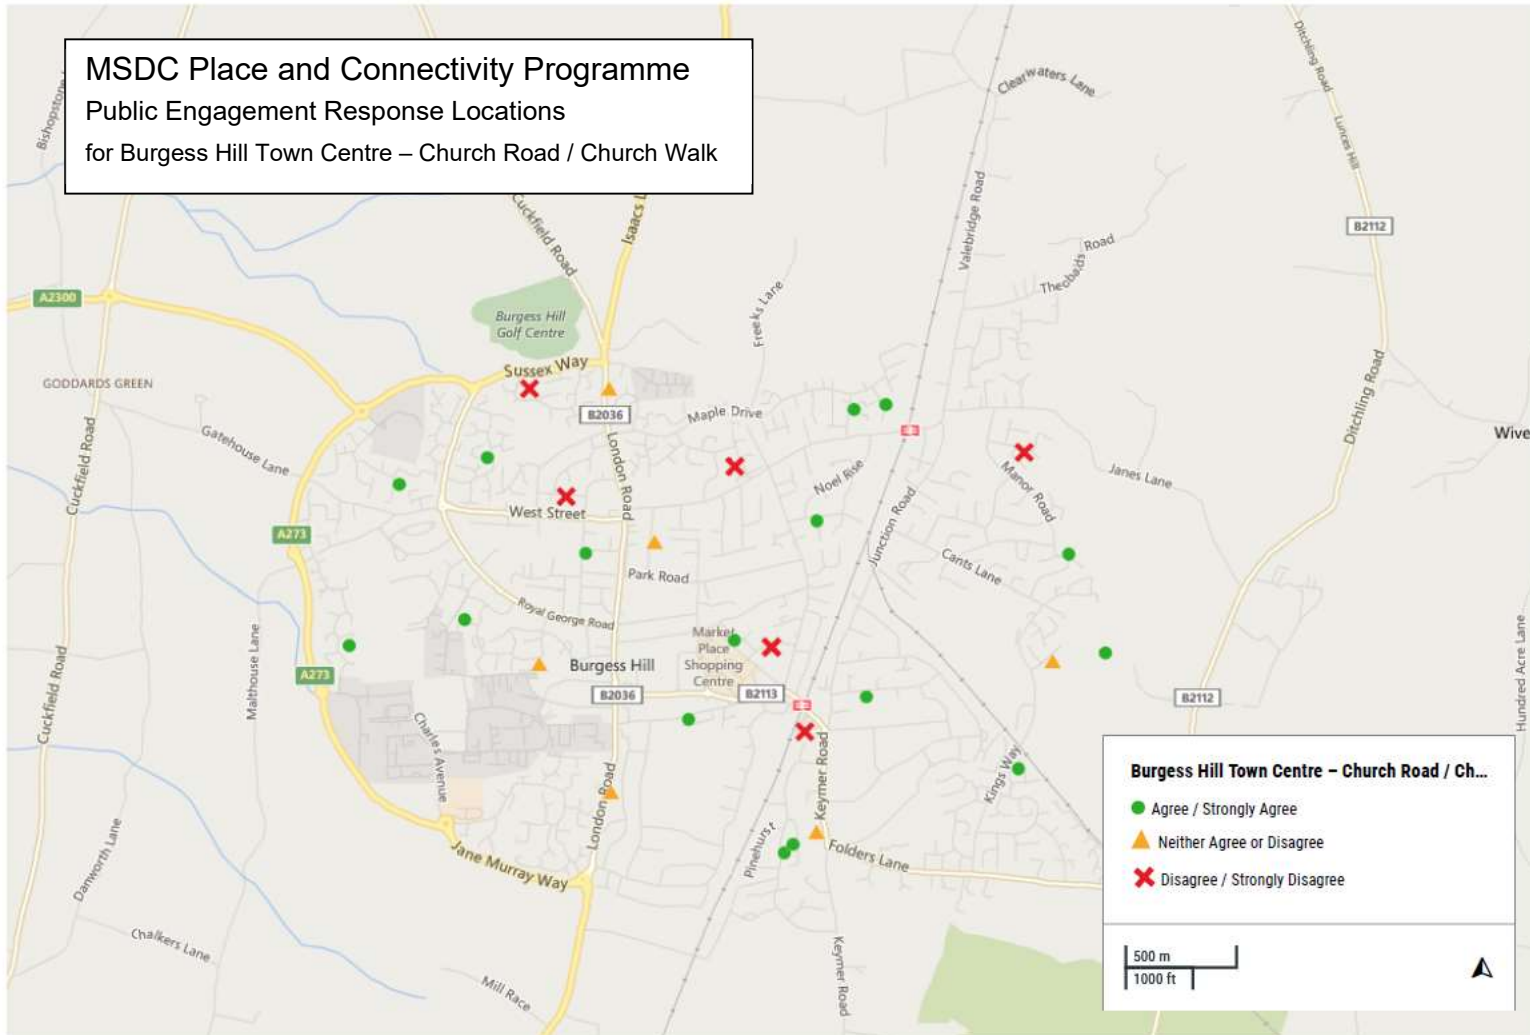 MSDC Place and Connectivity Programme
Public Engagement Response Locations
for Burgess Hill Town Centre – Church Road / Church Walk
Bishopstone
Cuckfield Road
Isaacs L
Clearwaters Lane
Ditchling Road
Lunces Hill
Valebridge Road
Theobalds Road
B2112
A2300
Burgess Hill
Golf Centre
Freeks Lane
Sussex Way
GODDARDS GREEN
B2036
Maple Drive
London Road
Gatehouse Lane
Cuckfield Road
Noel Rise
Manor Road
Janes Lane
Ditchling Road
Wive
West Street
Junction Road
A273
Cants Lane
Park Road
Royal George Road
Market
Place
Shopping
Centre
Burgess Hill
Malthouse Lane
A273
B2036
B2113
B2112
Hundred Acre Lane
Cuckfield Road
Charles Avenue
Keymer Road
Kings Way
London Road
Pinehurst
Folders Lane
Jane Murray Way
Danworth Lane
Chalkers Lane
Mill Race
Keymer Road
Burgess Hill Town Centre – Church Road / Ch...
Agree / Strongly Agree
Neither Agree or Disagree
Disagree / Strongly Disagree
500 m
1000 ft